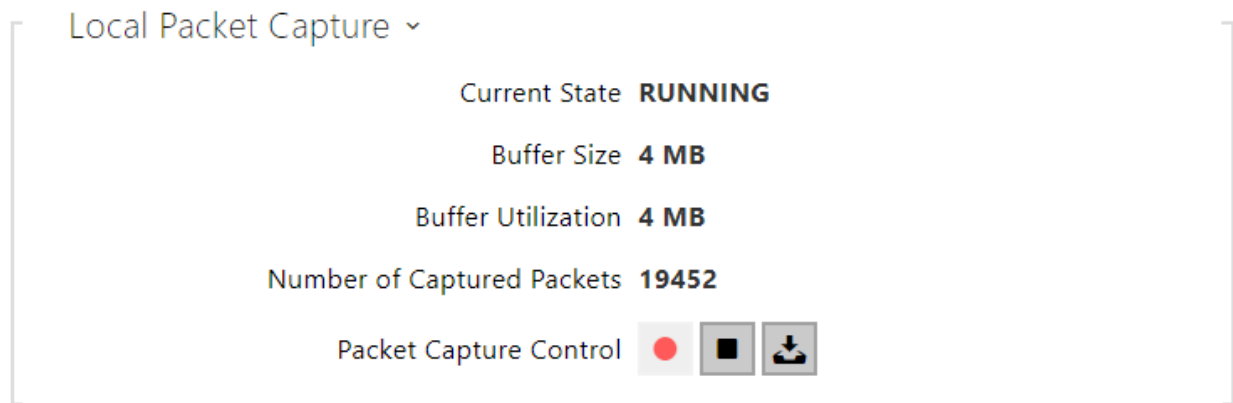 Local Packet Capture
Current State RUNNING
Buffer Size 4 MB
Buffer Utilization 4 MB
Number of Captured Packets 19452
Packet Capture Control